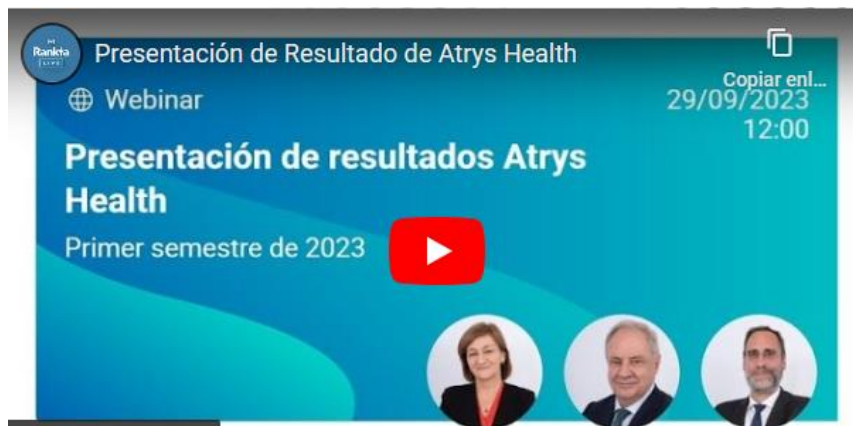 Rankia
LIVE
Presentación de Resultado de Atrys Health
Copiar enl...
Webinar
29/09/2023
12:00
Presentación de resultados Atrys
Health
Primer semestre de 2023